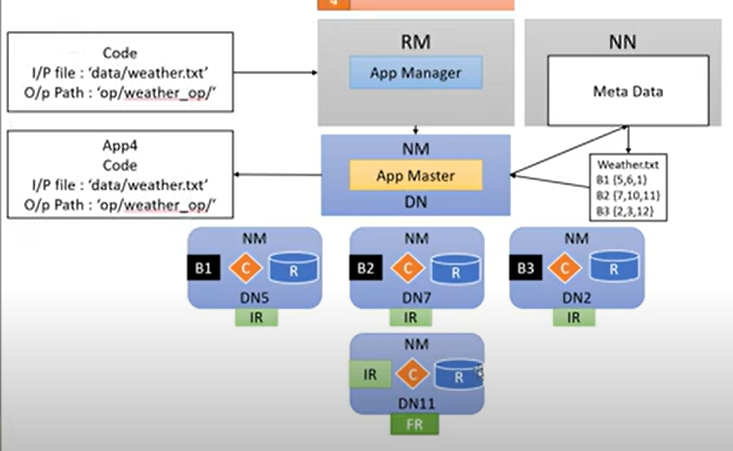 4
Code
I/P file : ‘data/weather.txt’
O/p Path : ‘op/weather_op/’
RM
App Manager
NN
Meta Data
App4
Code
I/P file : ‘data/weather.txt’
O/p Path : ‘op/weather_op/’
NM
App Master
DN
Weather.txt
B1 {5,6,1}
B2 {7,10,11}
B3 {2,3,12}
NM
B1 C R
DN5
IR
NM
B2 C R
DN7
IR
NM
B3 C R
DN2
IR
NM
IR C R
DN11
FR